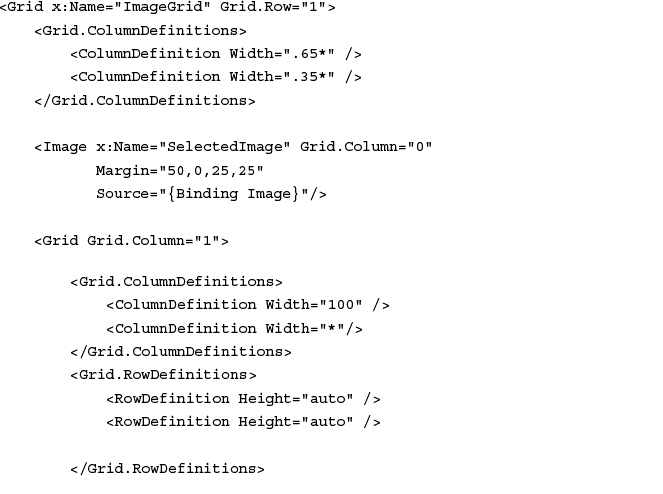 <Grid x:Name="ImageGrid" Grid.Row="1">
    <Grid.ColumnDefinitions>
        <ColumnDefinition Width=".65*" />
        <ColumnDefinition Width=".35*" />
    </Grid.ColumnDefinitions>

    <Image x:Name="SelectedImage" Grid.Column="0"
           Margin="50,0,25,25"
           Source="{Binding Image}"/>

    <Grid Grid.Column="1">

        <Grid.ColumnDefinitions>
            <ColumnDefinition Width="100" />
            <ColumnDefinition Width="*"/>
        </Grid.ColumnDefinitions>
        <Grid.RowDefinitions>
            <RowDefinition Height="auto" />
            <RowDefinition Height="auto" />

        </Grid.RowDefinitions>